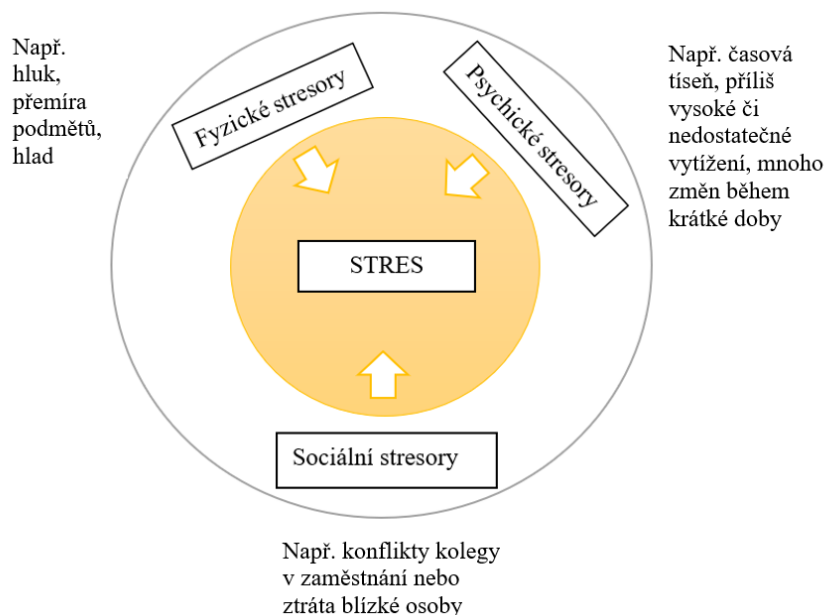 Např.
hluk,
přemíra
podmětů,
hlad
Fyzické stresory
Psychické stresory
Např. časová
tíseň, příliš
vysoké či
nedostatečné
vytížení, mnoho
změn během
krátké doby
STRES
Sociální stresory
Např. konflikty kolegy
v zaměstnání nebo
ztráta blízké osoby